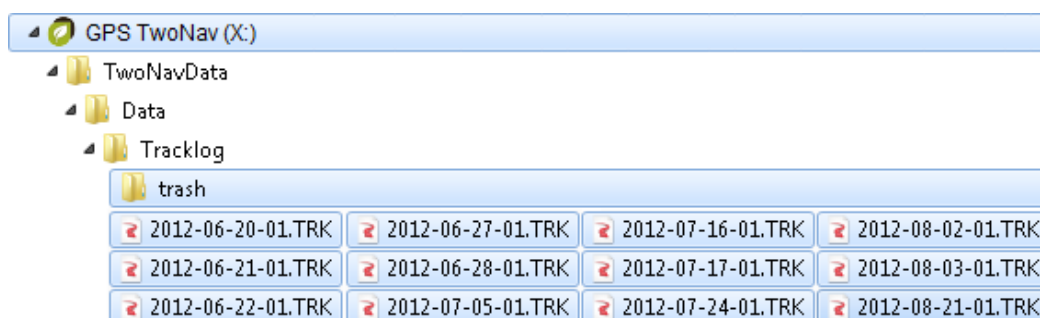 GPS TwoNav (X:)
TwoNavData
Data
Tracklog
trash
2012-06-20-01.TRK 2012-06-27-01.TRK 2012-07-16-01.TRK 2012-08-02-01.TRK
2012-06-21-01.TRK 2012-06-28-01.TRK 2012-07-17-01.TRK 2012-08-03-01.TRK
2012-06-22-01.TRK 2012-07-05-01.TRK 2012-07-24-01.TRK 2012-08-21-01.TRK